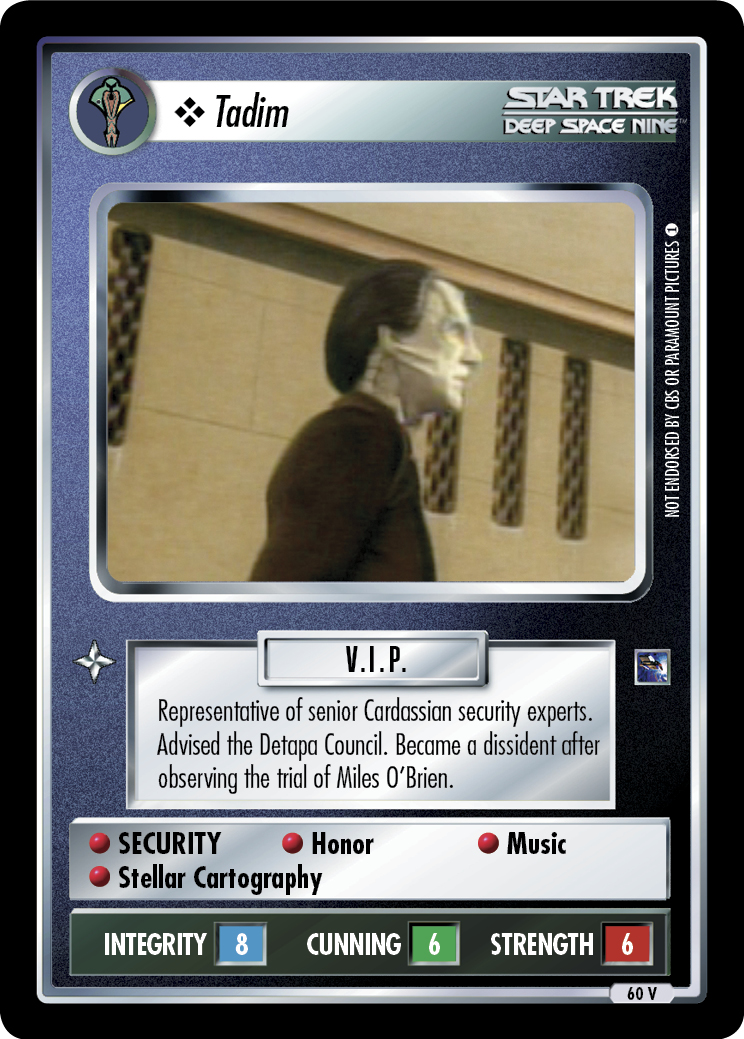 ❖ Tadim
STAR TREK
DEEP SPACE NINE™
NOT ENDORSED BY CBS OR PARAMOUNT PICTURES 1
V.I.P.
Representative of senior Cardassian security experts.
Advised the Detapa Council. Became a dissident after
observing the trial of Miles O'Brien.
SECURITY Honor Music
Stellar Cartography
INTEGRITY 8 CUNNING 6 STRENGTH 6
60 V